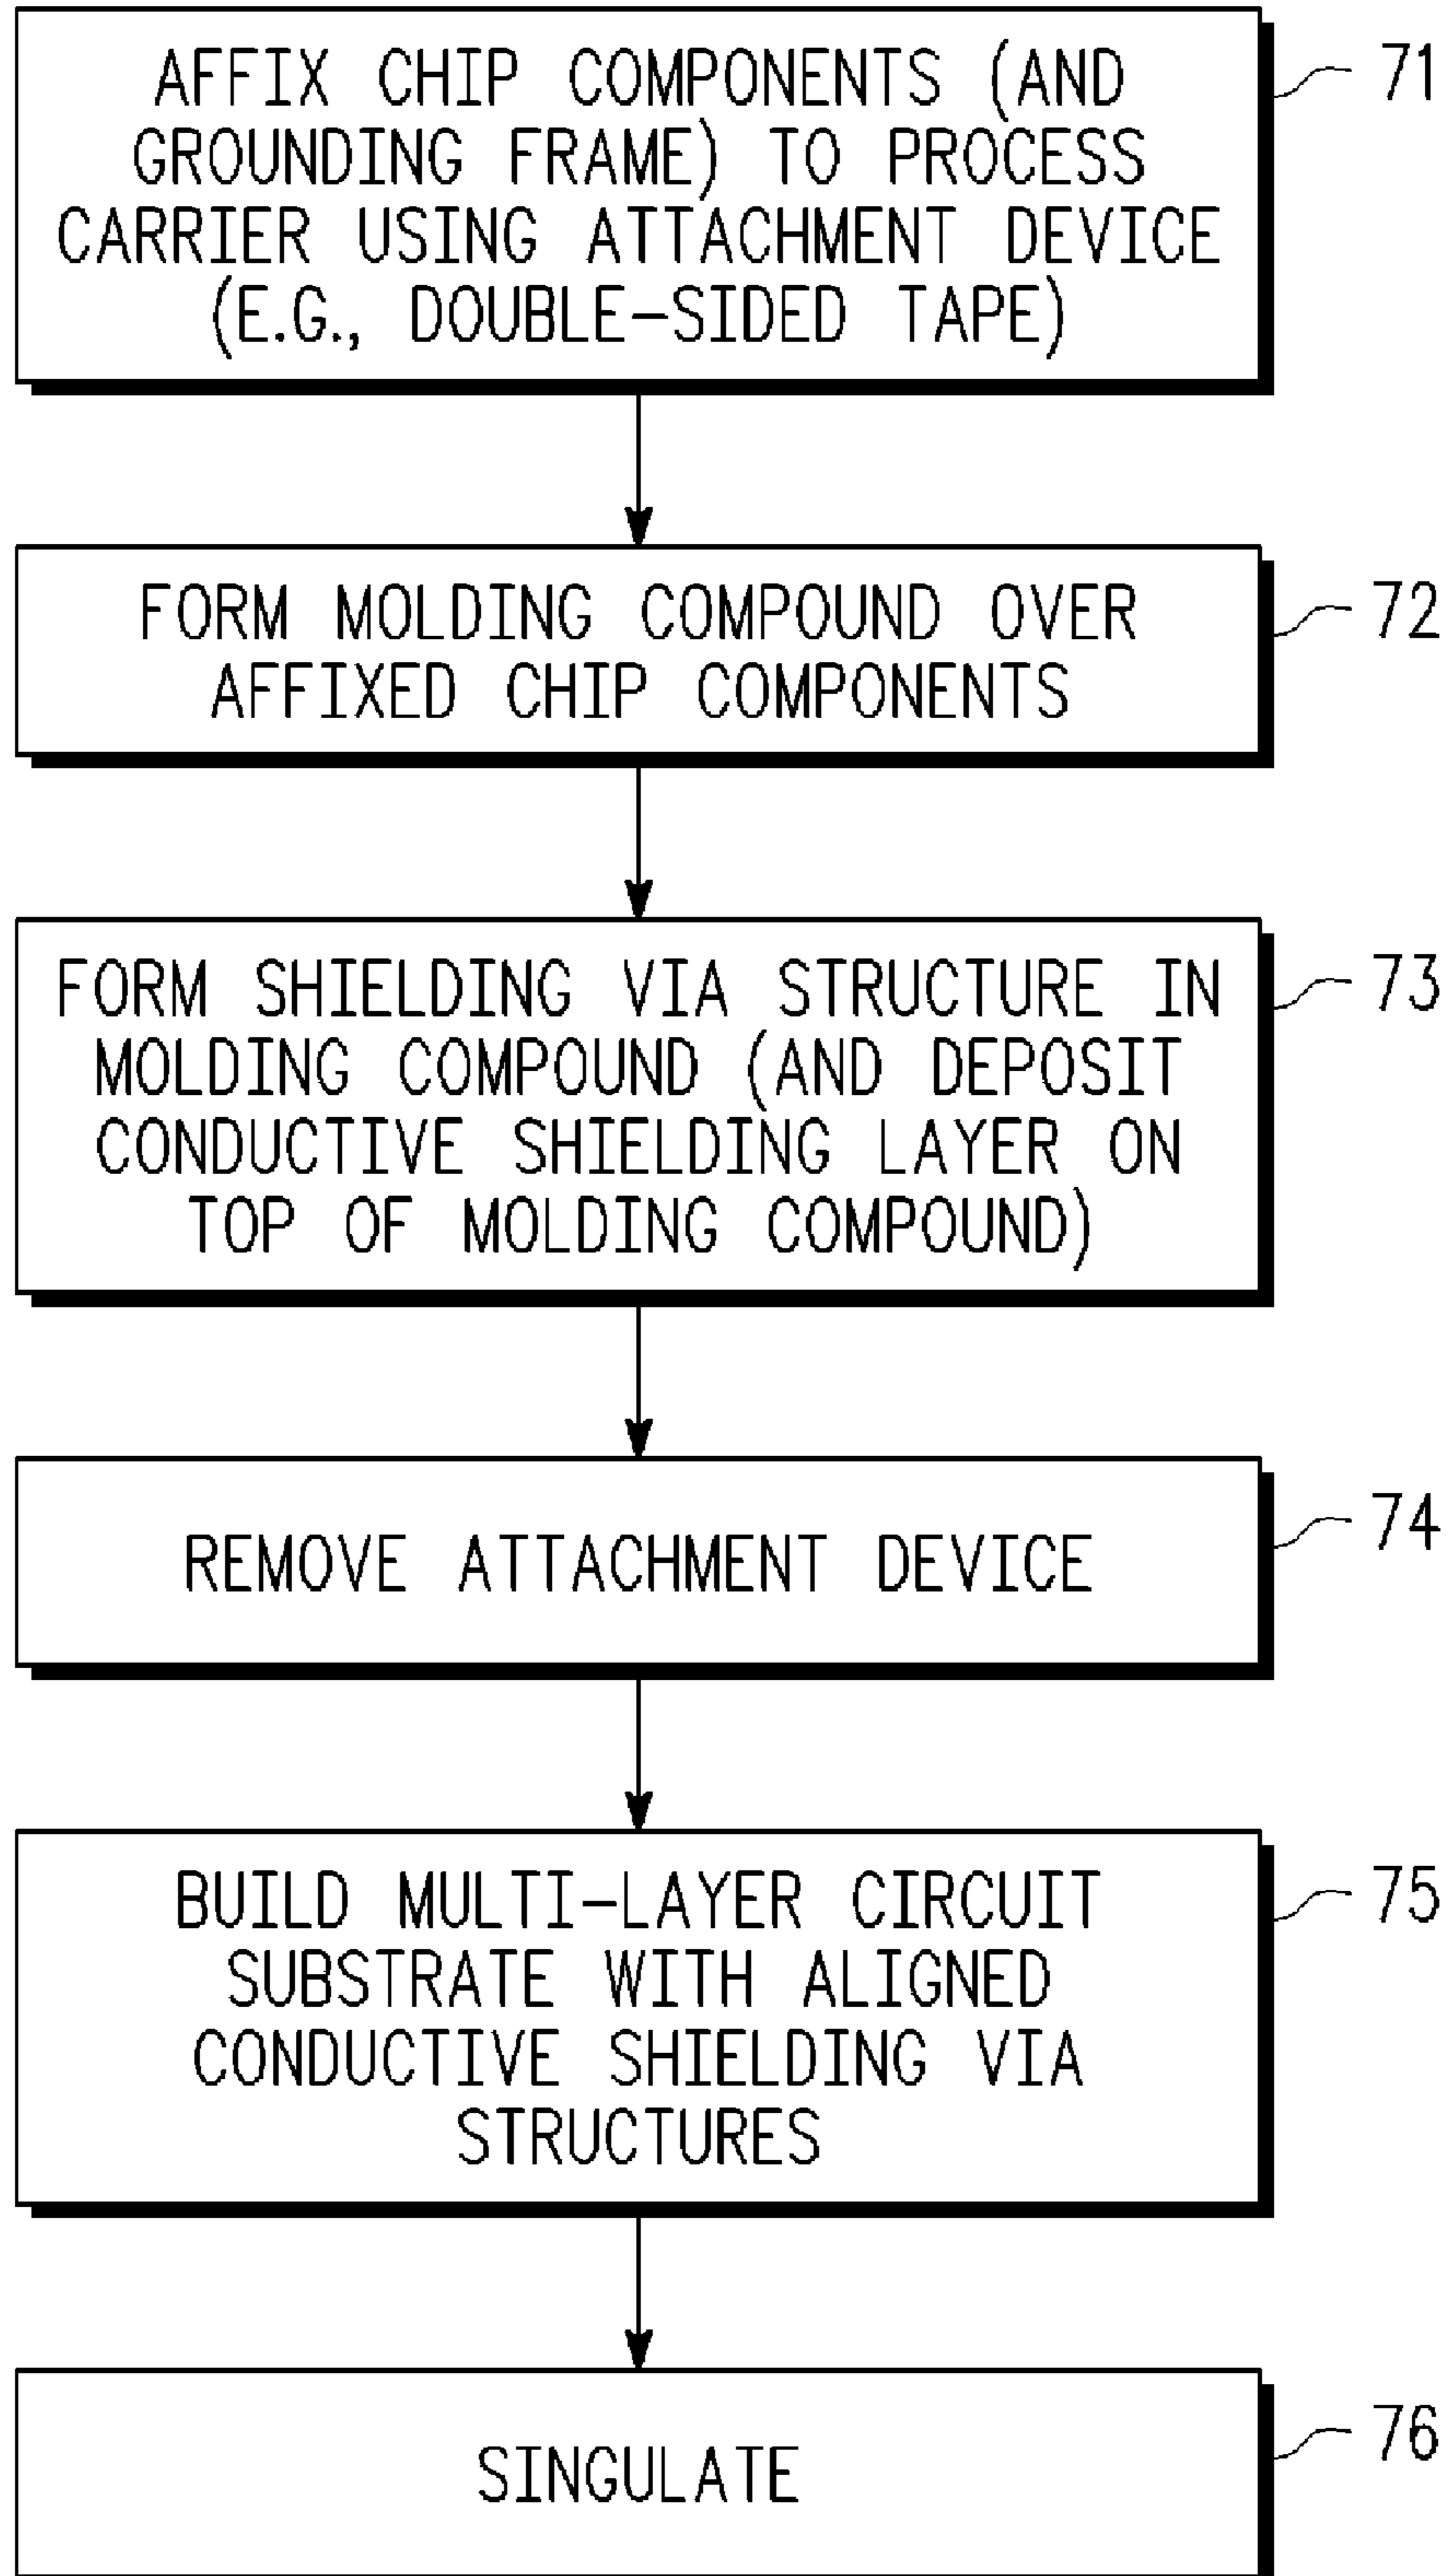 AFFIX CHIP COMPONENTS (AND
GROUNDING FRAME) TO PROCESS
CARRIER USING ATTACHMENT DEVICE
(E.G., DOUBLE-SIDED TAPE)
71
FORM MOLDING COMPOUND OVER
AFFIXED CHIP COMPONENTS
72
FORM SHIELDING VIA STRUCTURE IN
MOLDING COMPOUND (AND DEPOSIT
CONDUCTIVE SHIELDING LAYER ON
TOP OF MOLDING COMPOUND)
73
REMOVE ATTACHMENT DEVICE
74
BUILD MULTI-LAYER CIRCUIT
SUBSTRATE WITH ALIGNED
CONDUCTIVE SHIELDING VIA
STRUCTURES
75
SINGULATE
76